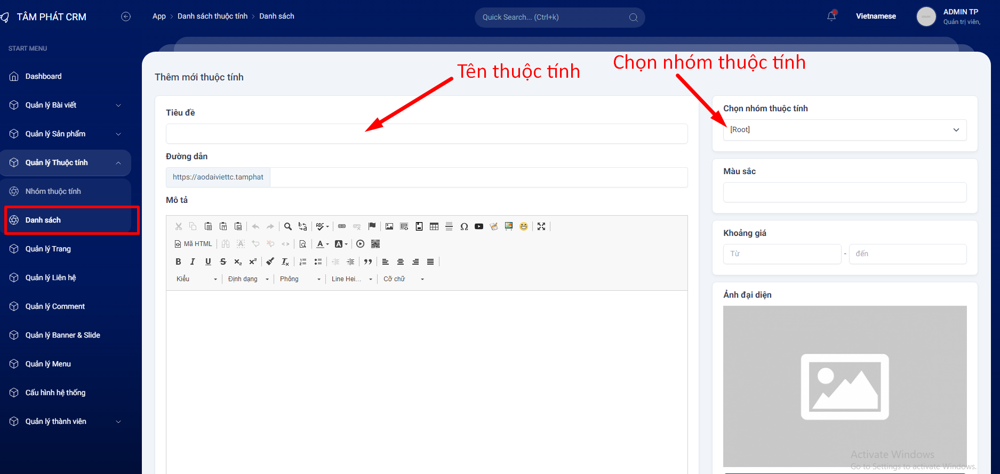 TÂM PHÁT CRM
App > Danh sách thuộc tính > Danh sách
Quick Search... (Ctrl+k)
Vietnamese
ADMIN TP
Quản trị viên,
START MENU
Dashboard
Quản lý Bài viết
Quản lý Sản phẩm
Quản lý Thuộc tính
Nhóm thuộc tính
Danh sách
Quản lý Trang
Quản lý Liên hệ
Quản lý Comment
Quản lý Banner & Slide
Quản lý Menu
Cấu hình hệ thống
Quản lý thành viên
Thêm mới thuộc tính
Tên thuộc tính
Chọn nhóm thuộc tính
Tiêu đề
Đường dẫn
https://aodaiviettc.tamphat
Mô tả
Mã HTML
Kiểu
Định dạng
Phông
Line Hei...
Cỡ chữ
Chọn nhóm thuộc tính
[Root]
Màu sắc
Khoảng giá
Từ - đến
Ảnh đại diện
Activate Windows
Go to Settings to activate Windows.